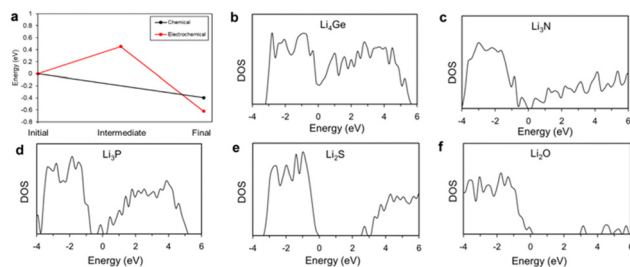 a
Energy (eV)
1
0.8
0.6
0.4
0.2
0
-0.2
-0.4
-0.6
-0.8
Chemical
Electrochemical
Initial Intermediate Final
b
Li₄Ge
DOS
-4 -2 0 2 4 6
Energy (eV)
c
Li₃N
DOS
-4 -2 0 2 4 6
Energy (eV)
d
Li₃P
DOS
-4 -2 0 2 4 6
Energy (eV)
e
Li₂S
DOS
-4 -2 0 2 4 6
Energy (eV)
f
Li₂O
DOS
-4 -2 0 2 4 6
Energy (eV)